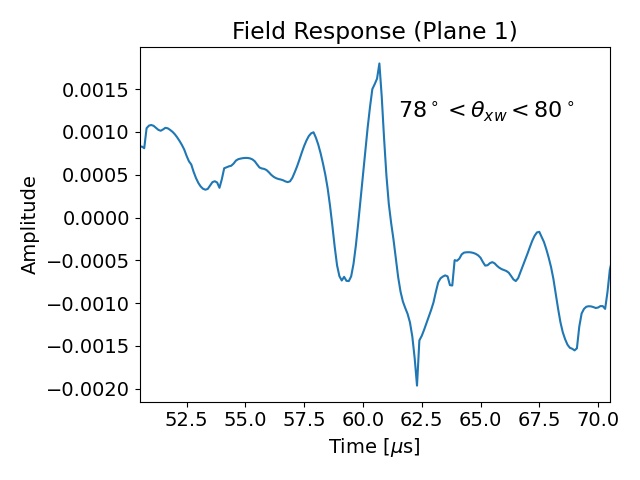 Field Response (Plane 1)
78° < θxw < 80°
Amplitude
0.0015
0.0010
0.0005
0.0000
−0.0005
−0.0010
−0.0015
−0.0020
52.5 55.0 57.5 60.0 62.5 65.0 67.5 70.0
Time [μs]